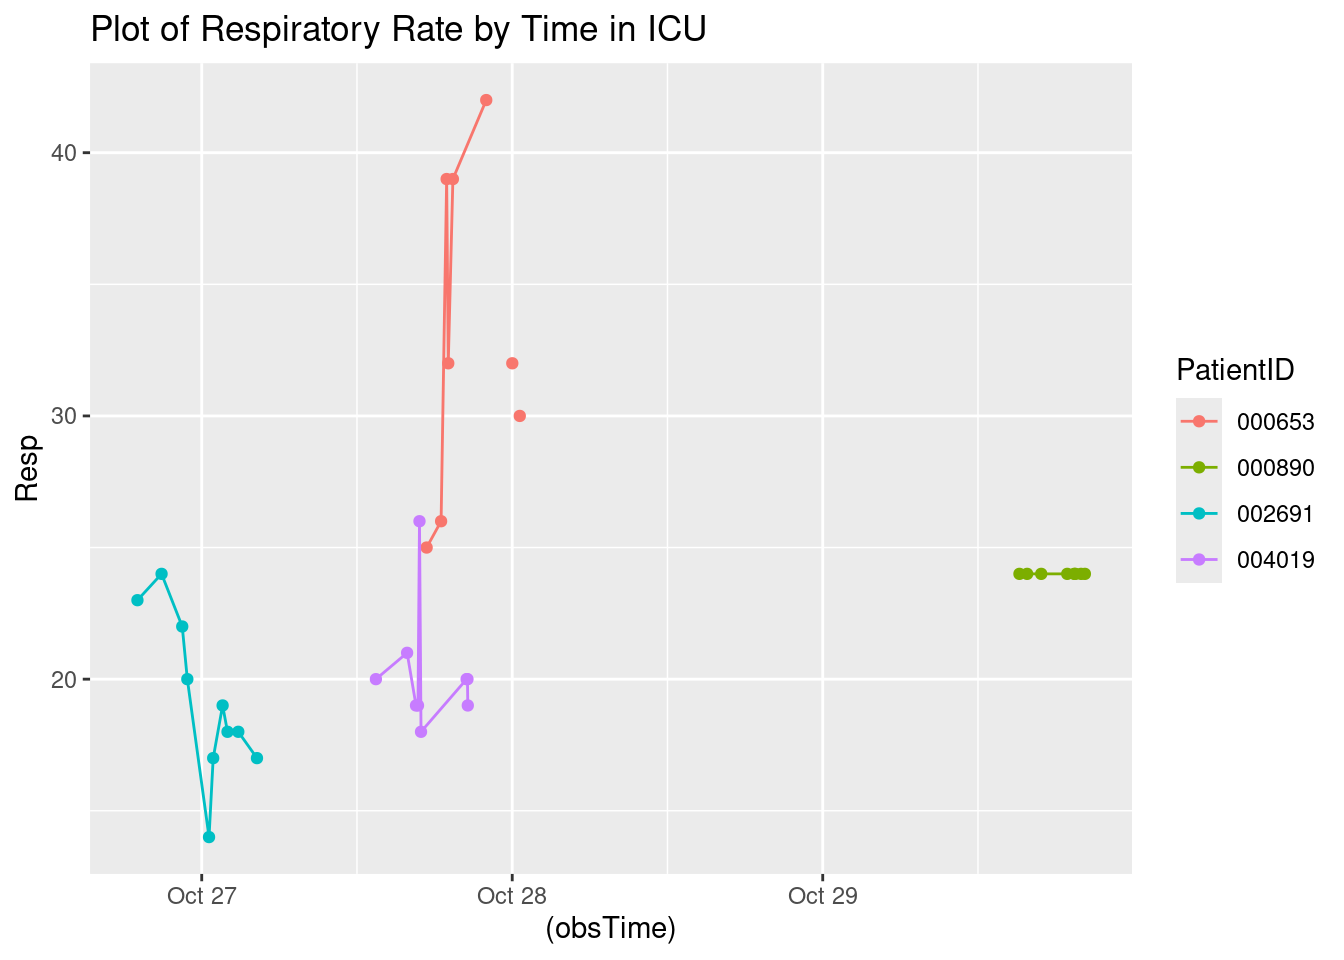 Plot of Respiratory Rate by Time in ICU
40
30
20
Resp
Oct 27
Oct 28
Oct 29
(obsTime)
PatientID
000653
000890
002691
004019